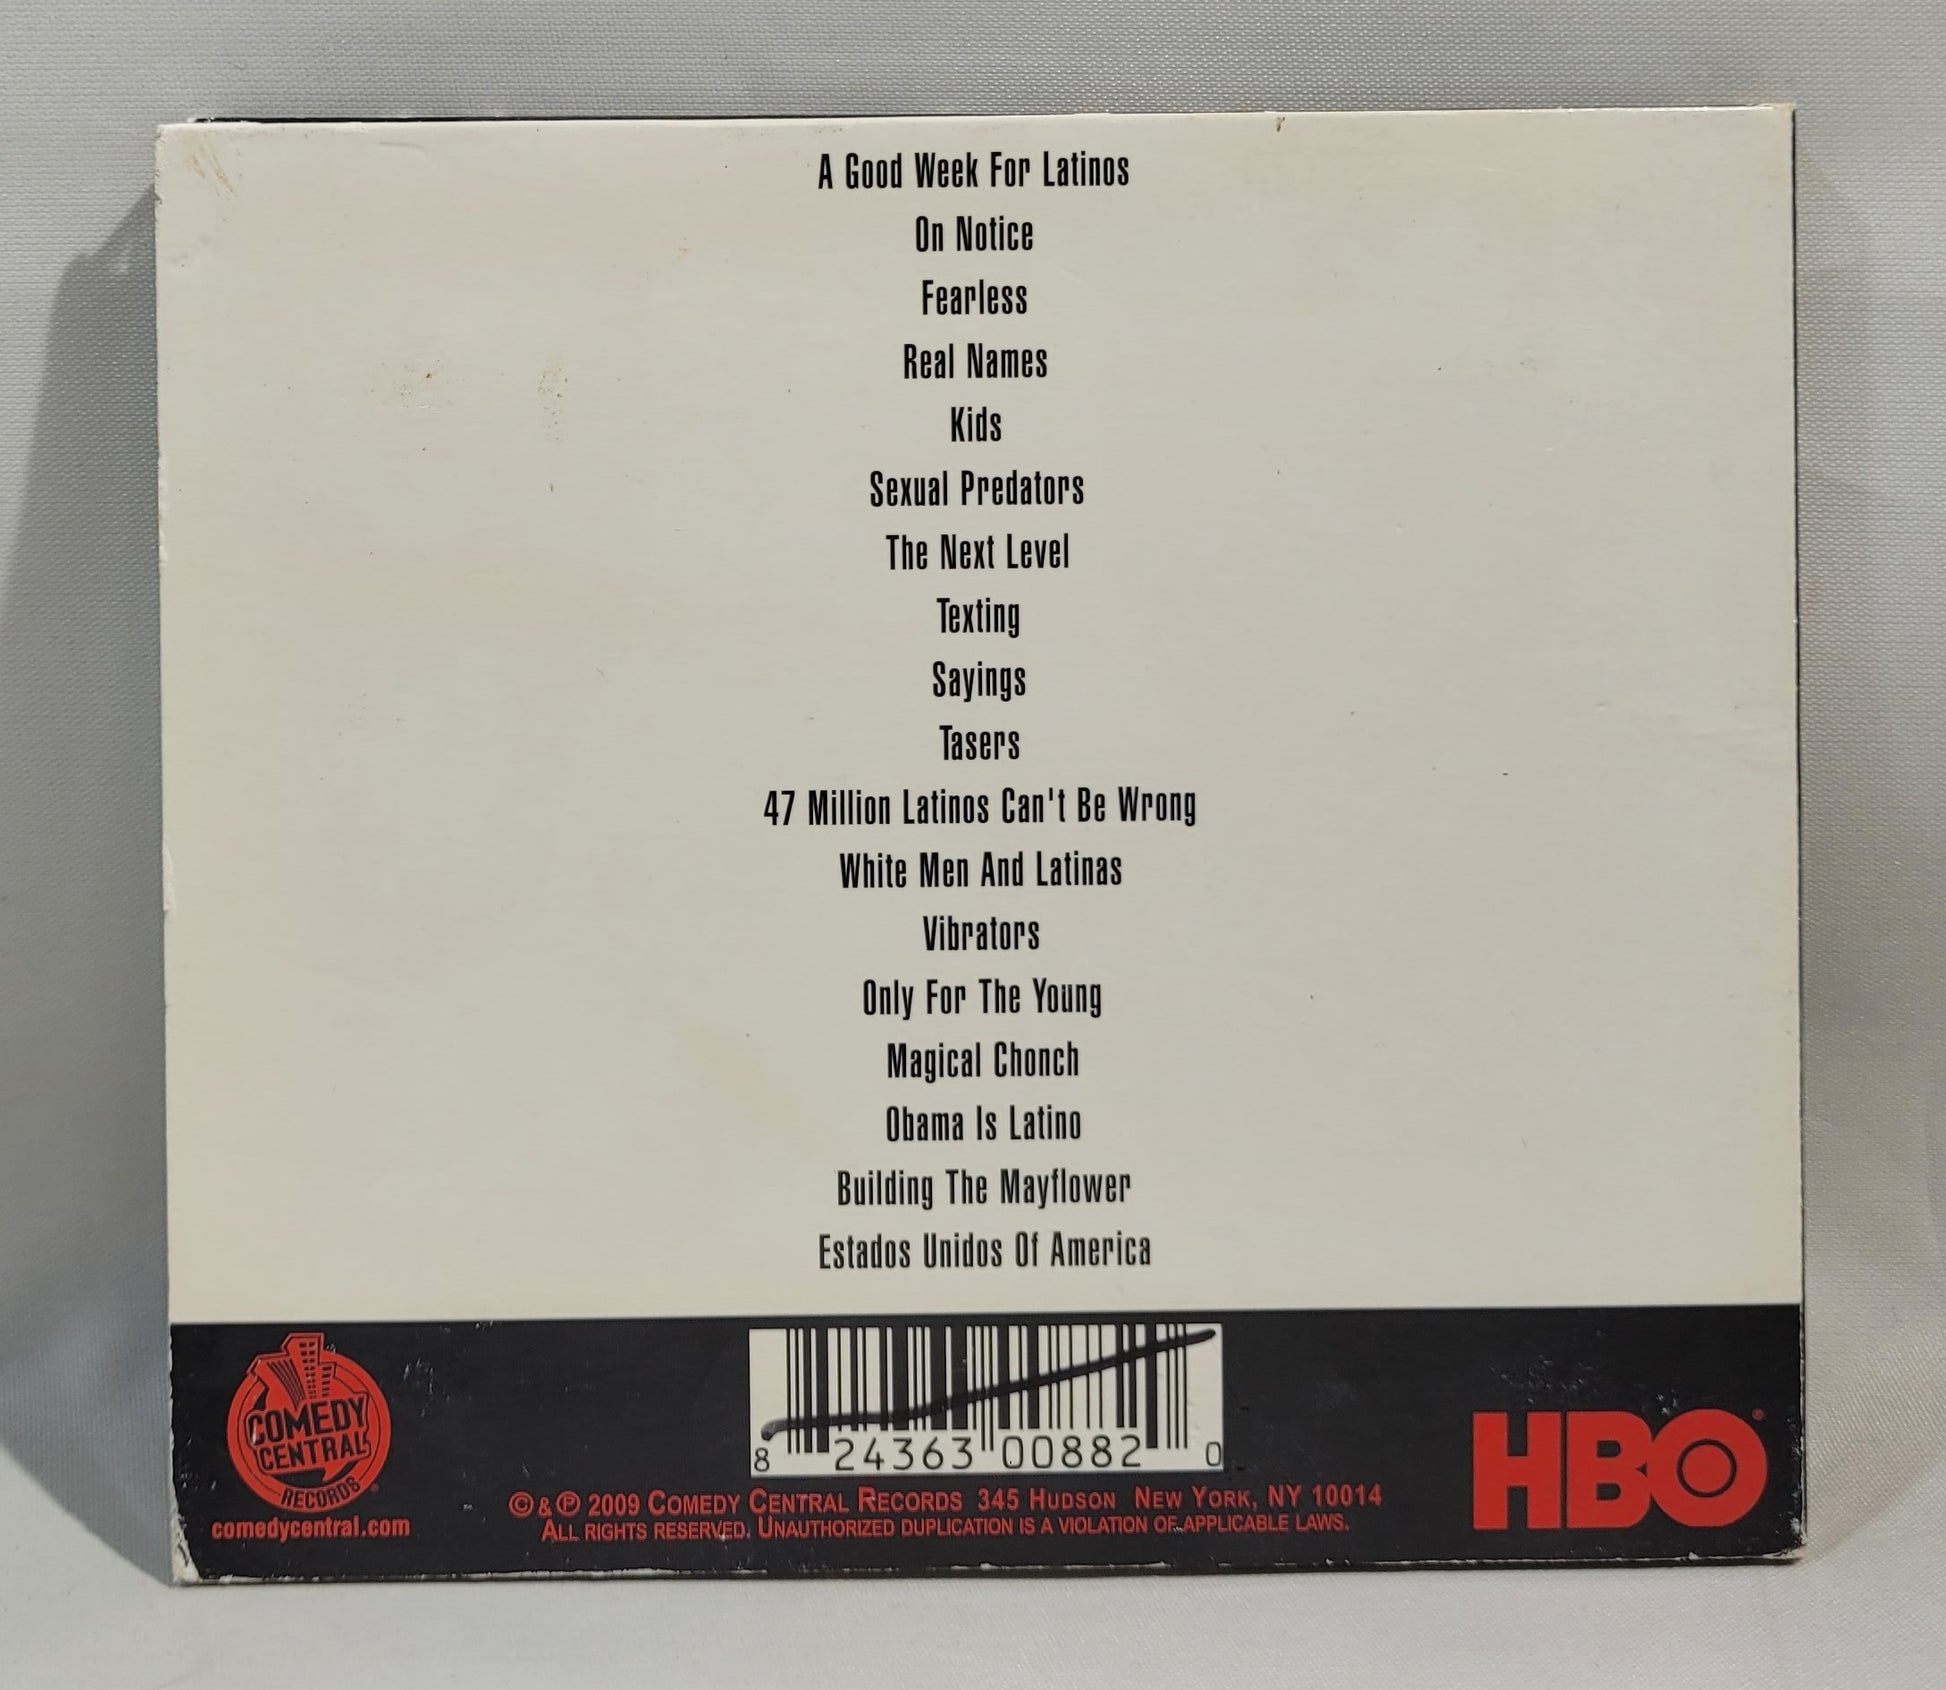 A Good Week For Latinos
On Notice
Fearless
Real Names
Kids
Sexual Predators
The Next Level
Texting
Sayings
Tasers
47 Million Latinos Can't Be Wrong
White Men And Latinas
Vibrators
Only For The Young
Magical Chonch
Obama Is Latino
Building The Mayflower
Estados Unidos Of America
COMEDY
CENTRAL
RECORDS
comedycentral.com
8 24363 00882 0
© & ℗ 2009 Comedy Central Records 345 Hudson New York, NY 10014
All rights reserved. Unauthorized duplication is a violation of applicable laws.
HBO®